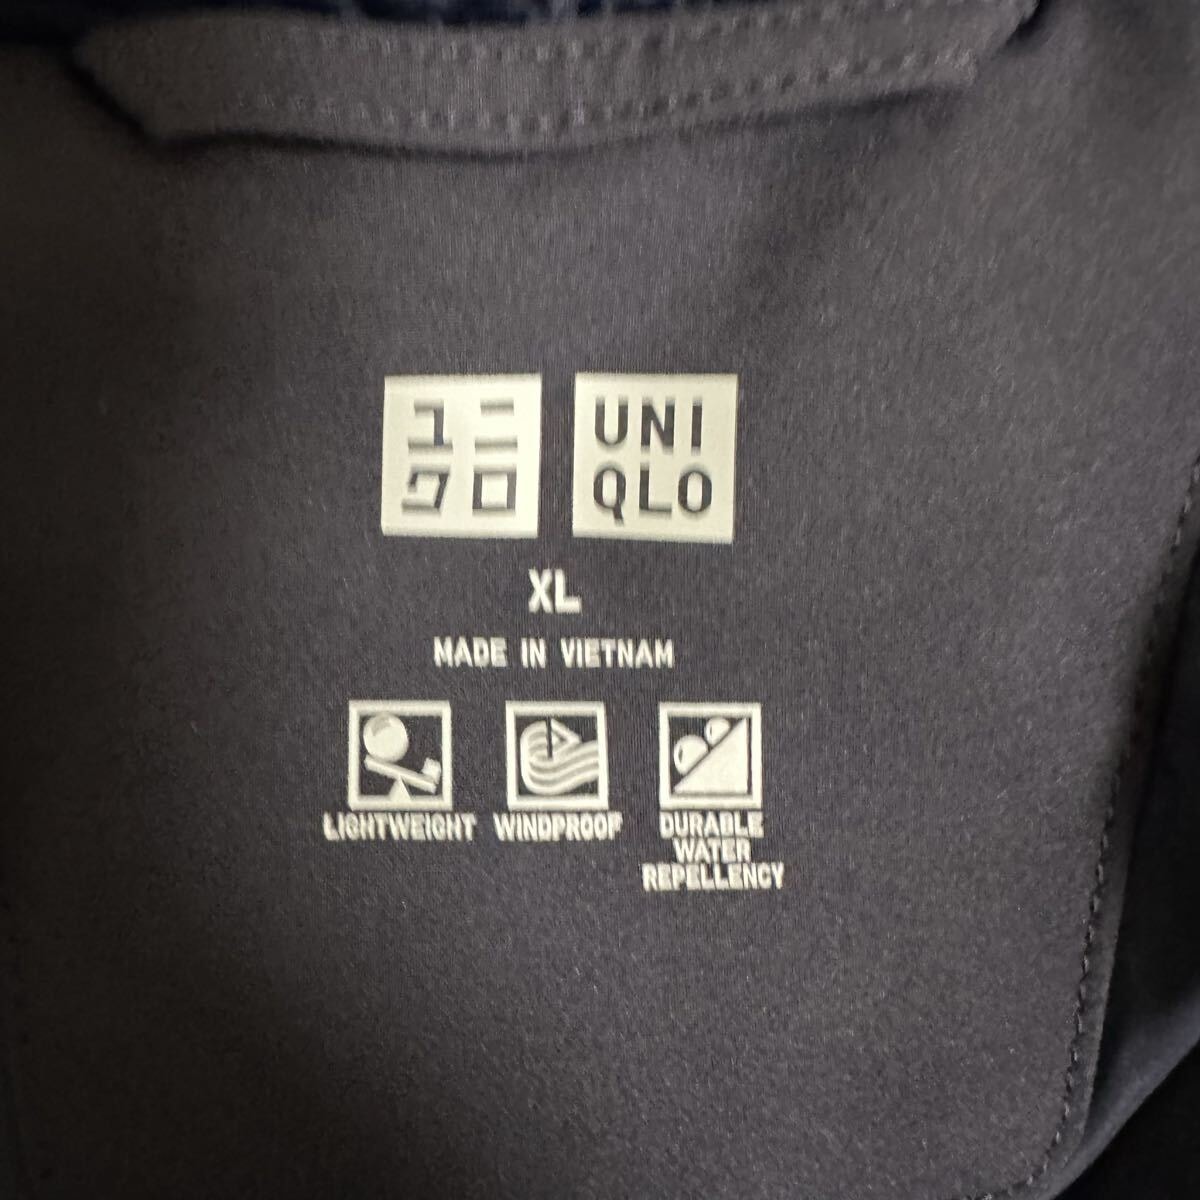 ユニ
クロ
UNI
QLO
XL
MADE IN VIETNAM
LIGHTWEIGHT WINDPROOF DURABLE
WATER
REPELLENCY